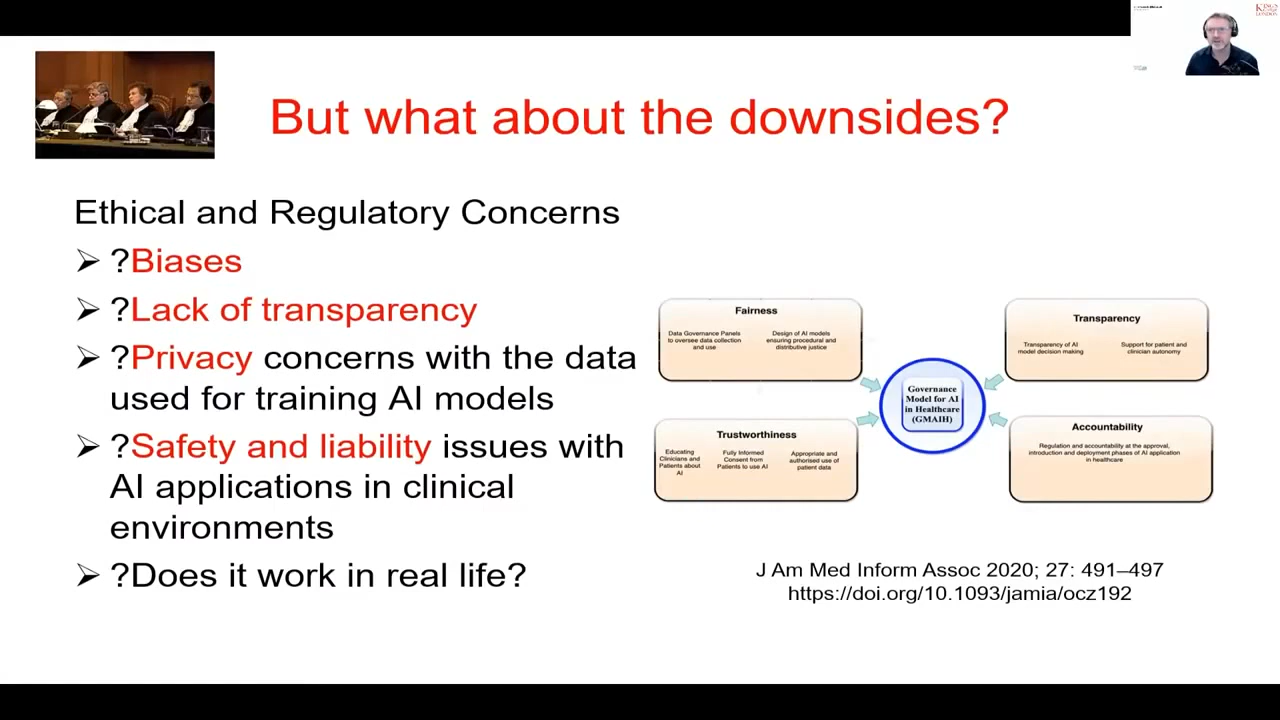 KING'S
LONDON
But what about the downsides?
Ethical and Regulatory Concerns
➢ ?Biases
➢ ?Lack of transparency
➢ ?Privacy concerns with the data
used for training AI models
➢ ?Safety and liability issues with
AI applications in clinical
environments
➢ ?Does it work in real life?
Fairness
Data Governance Panels
to oversee data collection
and use
Design of AI models
ensuring procedural and
distributive justice
Transparency
Transparency of AI
model decision making
Support for patient and
clinician autonomy
Governance
Model for AI
in Healthcare
(GMAIH)
Trustworthiness
Educating
Clinicians and
Patients about
AI
Fully Informed
Consent from
Patients to use AI
Appropriate and
authorised use of
patient data
Accountability
Regulation and accountability at the approval,
introduction and deployment phases of AI application
in healthcare
J Am Med Inform Assoc 2020; 27: 491–497
https://doi.org/10.1093/jamia/ocz192